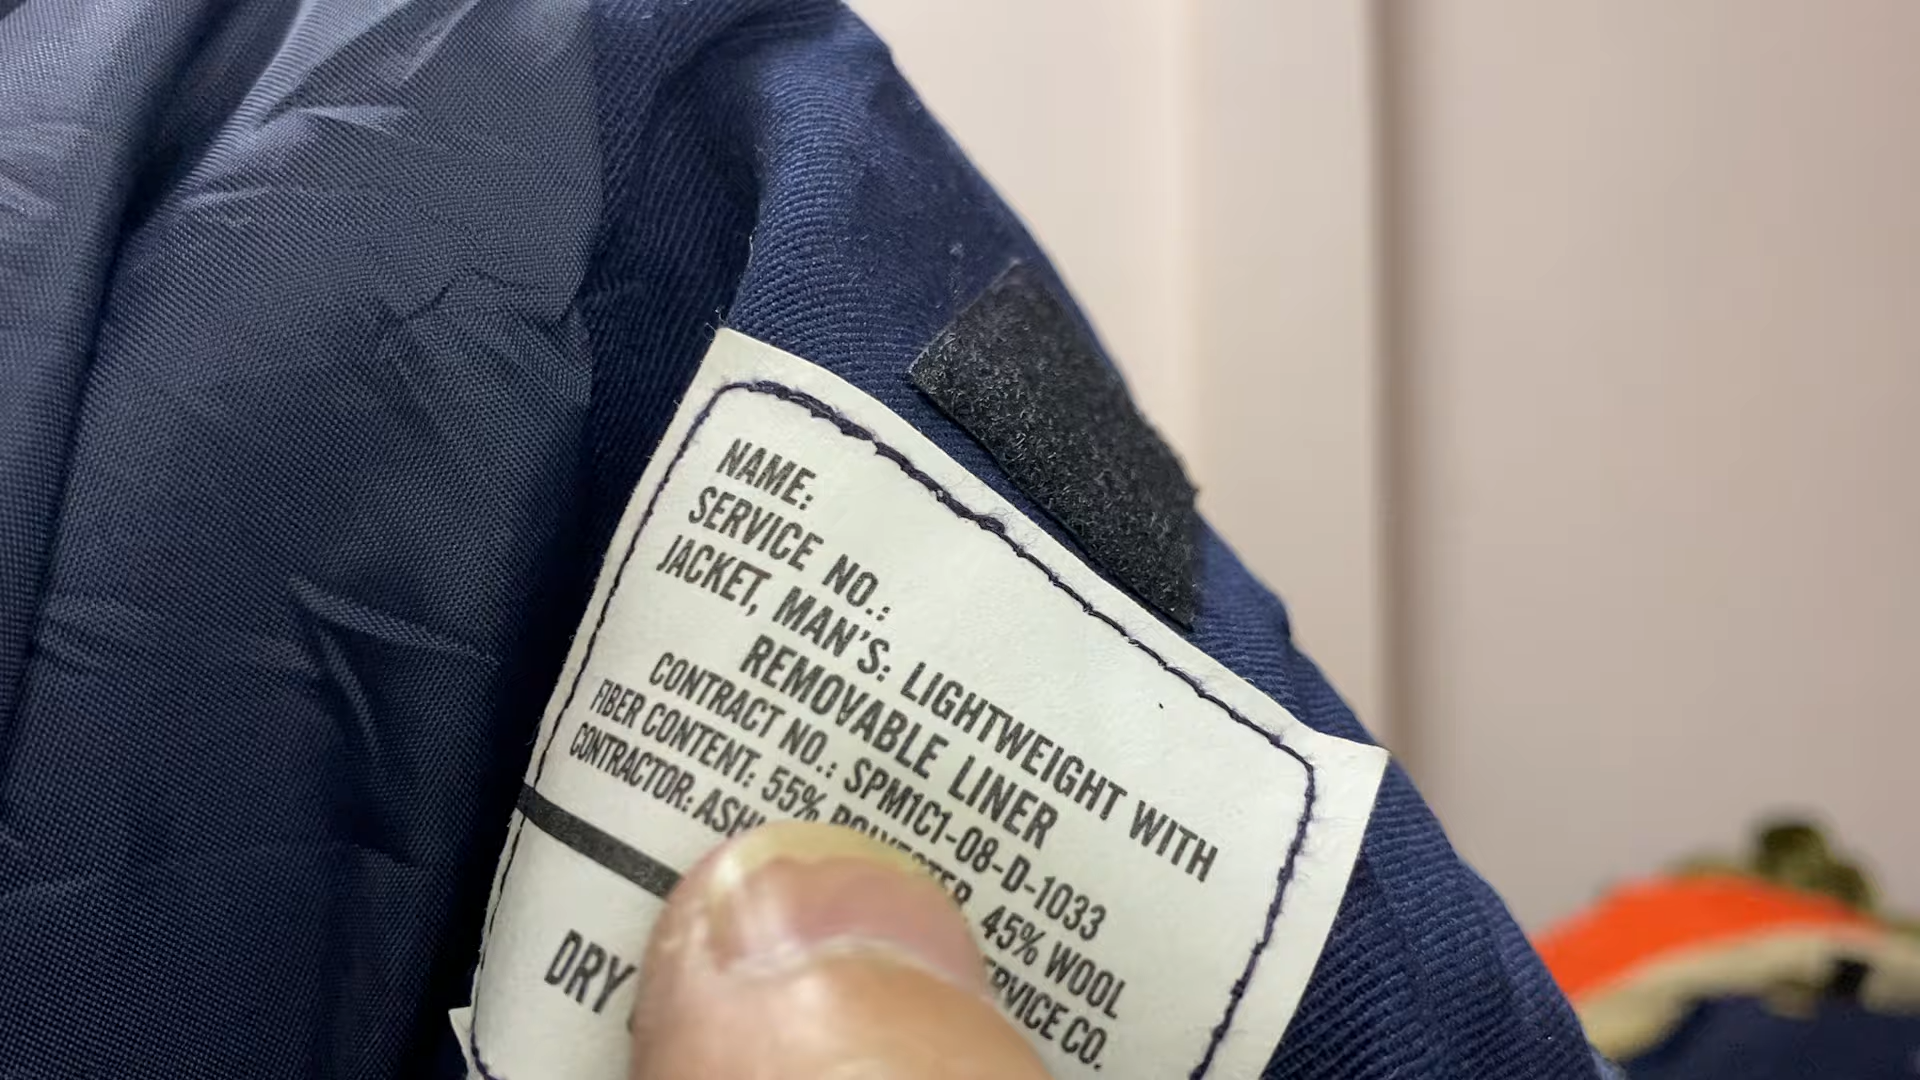 NAME:
SERVICE NO.:
JACKET, MAN'S: LIGHTWEIGHT WITH
REMOVABLE LINER
CONTRACT NO.: SPM1C1-08-D-1033
FIBER CONTENT: 55% POLYESTER, 45% WOOL
CONTRACTOR: CO.
DRY